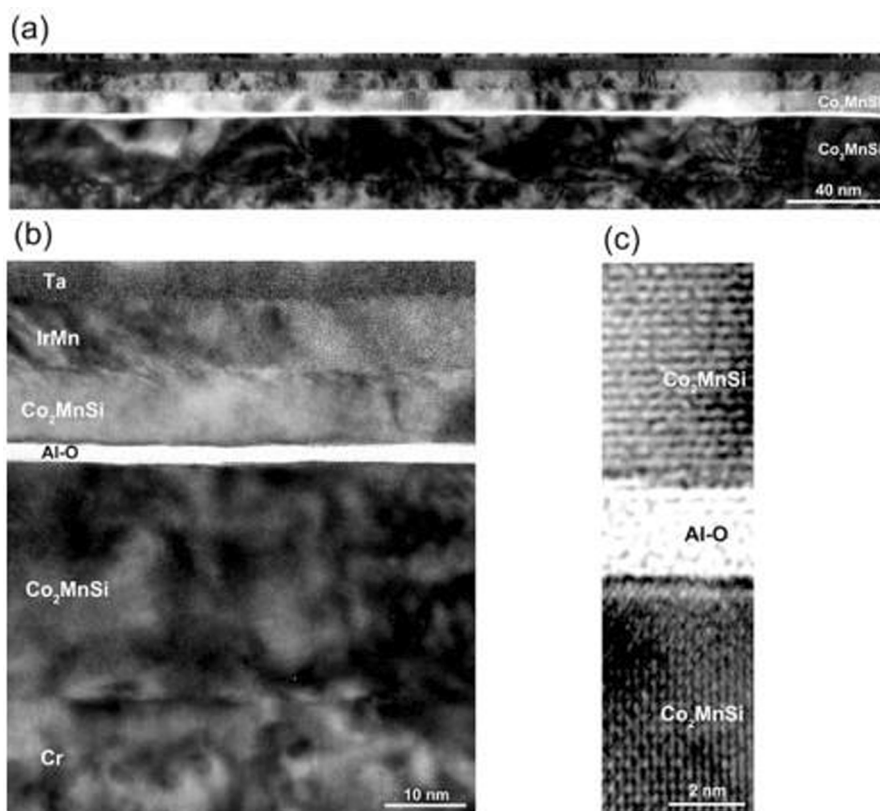 (a)
Co₂MnSi
Co₂MnSi
40 nm
(b)
Ta
IrMn
Co₂MnSi
Al-O
Co₂MnSi
Cr
10 nm
(c)
Co₂MnSi
Al-O
Co₂MnSi
2 nm